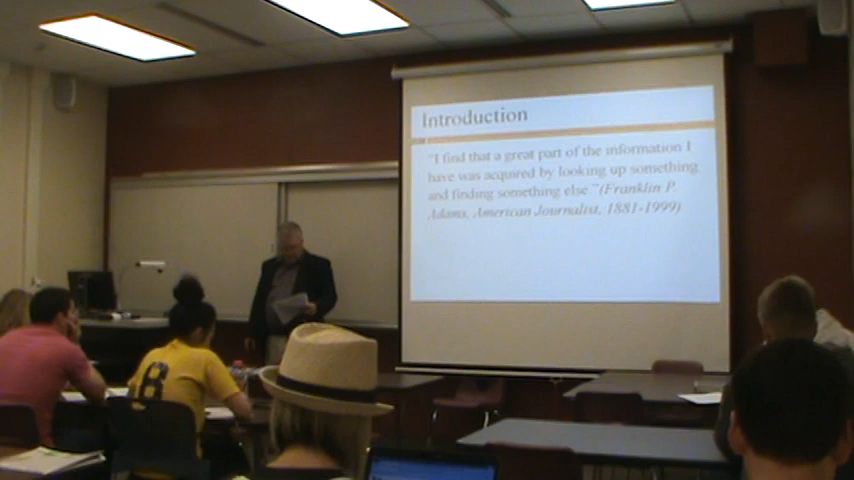 Introduction
"I find that a great part of the information I
have was acquired by looking up something
and finding something else" (Franklin P.
Adams, American Journalist, 1881-1999)
8